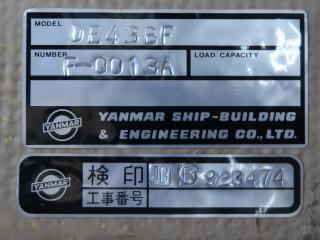 MODEL DE43BF
NUMBER F-0013A LOAD CAPACITY
YANMAR
YANMAR SHIP-BUILDING
& ENGINEERING CO., LTD.
YANMAR
検印
工事番号
923474